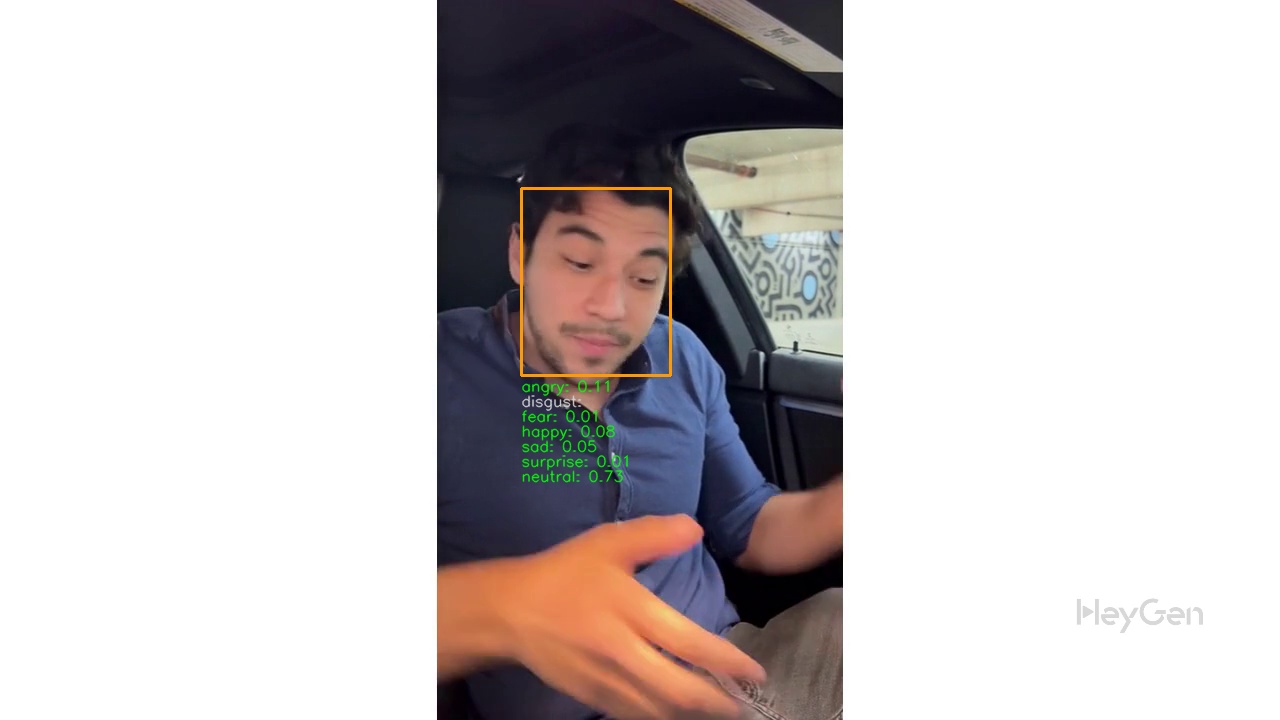 angry: 0.11
disgust:
fear: 0.01
happy: 0.08
sad: 0.05
surprise: 0.01
neutral: 0.73
HeyGen